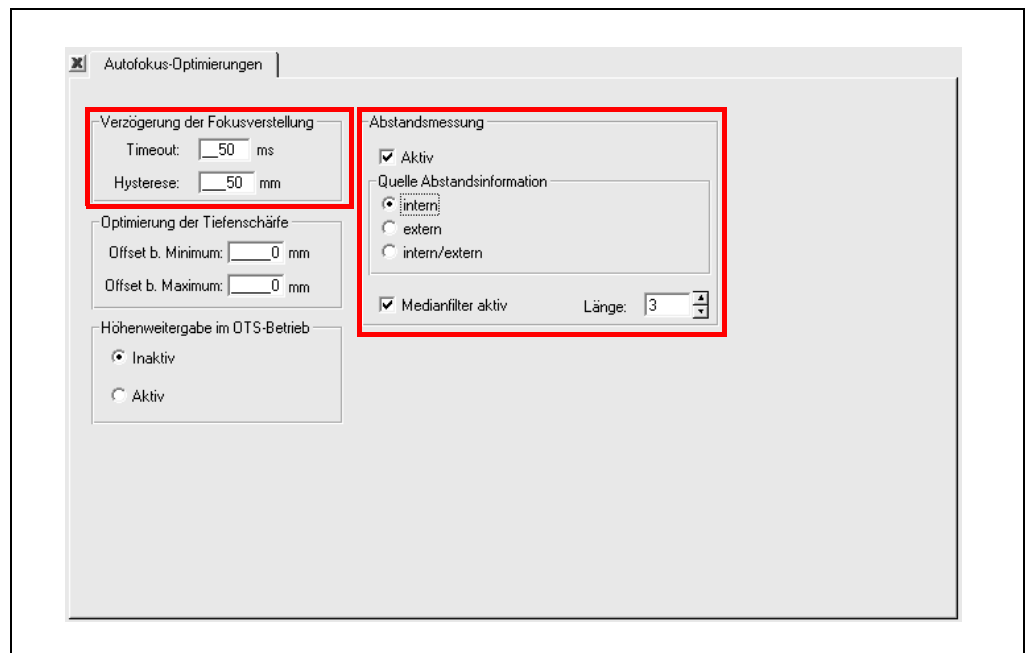 Autofokus-Optimierungen
Verzögerung der Fokusverstellung
Timeout: __50 ms
Hysterese: ___50 mm
Optimierung der Tiefenschärfe
Offset b. Minimum: _____0 mm
Offset b. Maximum: _____0 mm
Höhenweitergabe im OTS-Betrieb
Inaktiv
Aktiv
Abstandsmessung
Aktiv
Quelle Abstandsinformation
intern
extern
intern/extern
Medianfilter aktiv Länge: 3